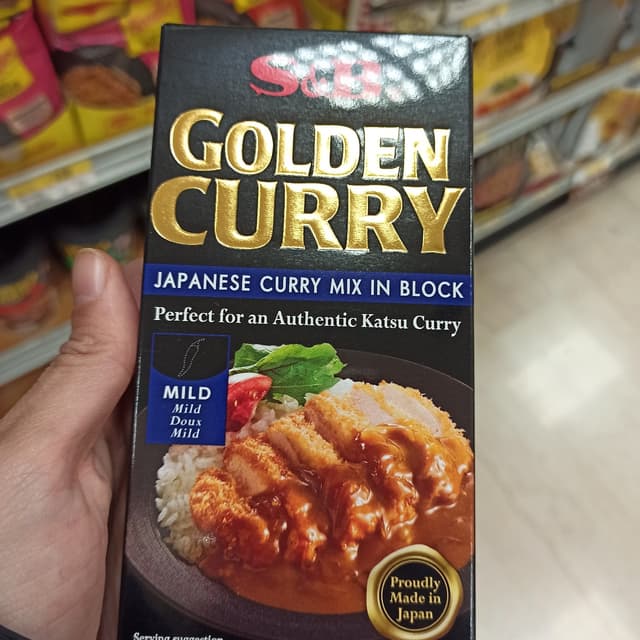 S&B
GOLDEN
CURRY
JAPANESE CURRY MIX IN BLOCK
Perfect for an Authentic Katsu Curry
MILD
Mild
Doux
Mild
Proudly
Made in
Japan
Serving suggestion